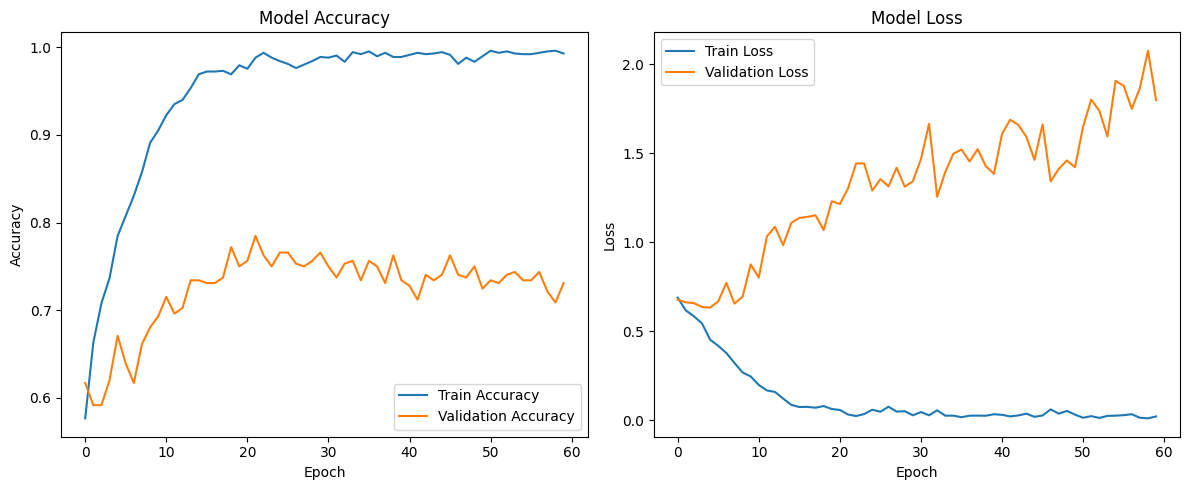 Model Accuracy
1.0
0.9
0.8
0.7
0.6
Accuracy
Train Accuracy
Validation Accuracy
0 10 20 30 40 50 60
Epoch
Model Loss
Train Loss
Validation Loss
2.0
1.5
1.0
0.5
0.0
Loss
0 10 20 30 40 50 60
Epoch